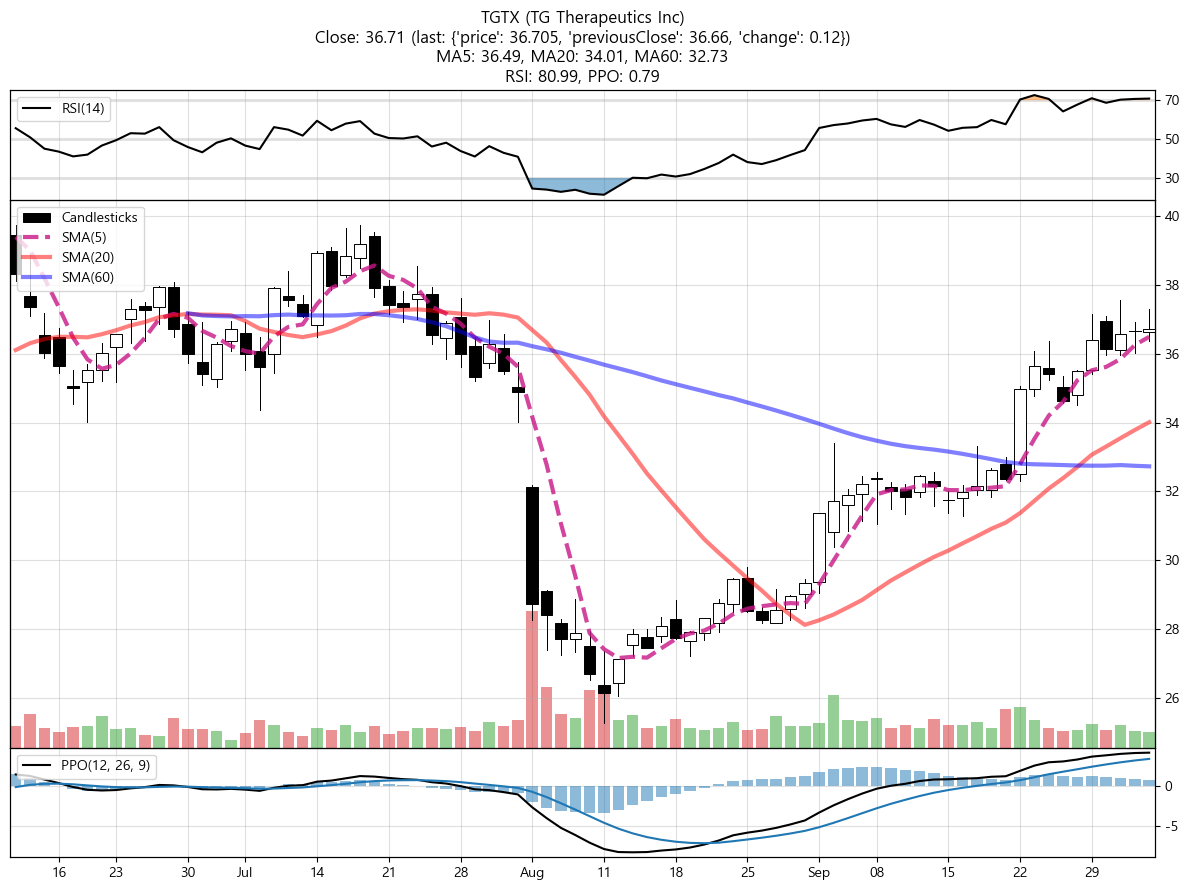 TGTX (TG Therapeutics Inc)
Close: 36.71 (last: {'price': 36.705, 'previousClose': 36.66, 'change': 0.12})
MA5: 36.49, MA20: 34.01, MA60: 32.73
RSI: 80.99, PPO: 0.79
RSI(14)
70
50
30
Candlesticks
SMA(5)
SMA(20)
SMA(60)
40
38
36
34
32
30
28
26
PPO(12, 26, 9)
0
-5
16 23 30 Jul 14 21 28 Aug 11 18 25 Sep 08 15 22 29